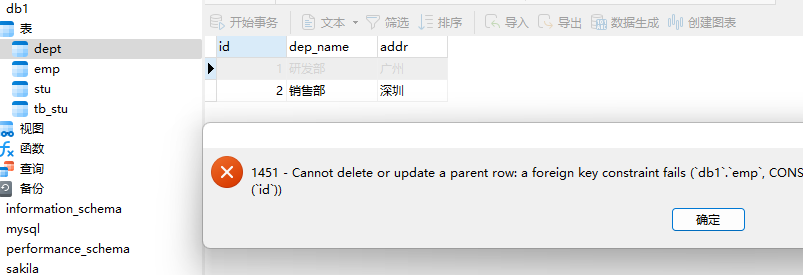 db1
表
dept
emp
stu
tb_stu
视图
函数
查询
备份
information_schema
mysql
performance_schema
sakila
开始事务 文本 筛选 排序 导入 导出 数据生成 创建图表
id dep_name addr
1 研发部 广州
2 销售部 深圳
1451 - Cannot delete or update a parent row: a foreign key constraint fails (`db1`.`emp`, CONS
(`id`))
确定